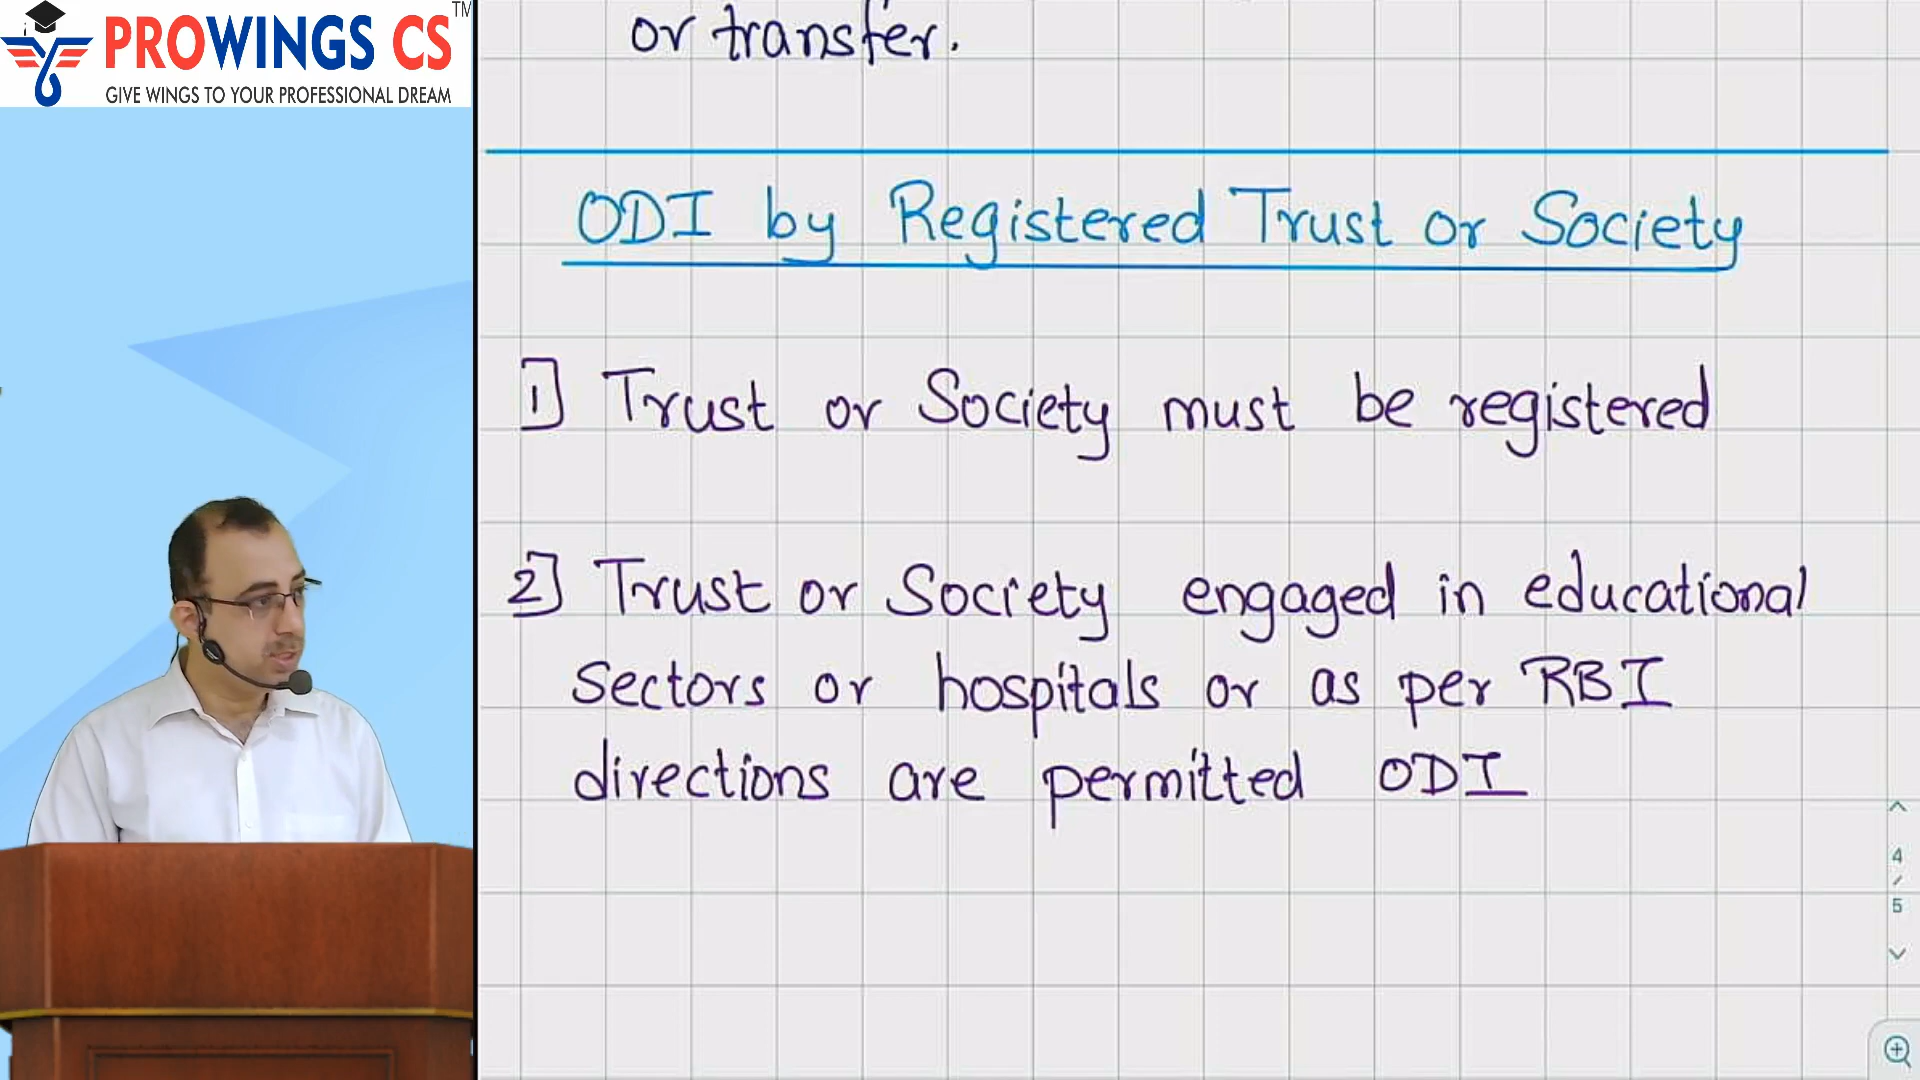 PROWINGS CS TM
GIVE WINGS TO YOUR PROFESSIONAL DREAM
or transfer.
ODI by Registered Trust or Society
1] Trust or Society must be registered
2] Trust or Society engaged in educational
sectors or hospitals or as per RBI
directions are permitted ODI
4
/
5